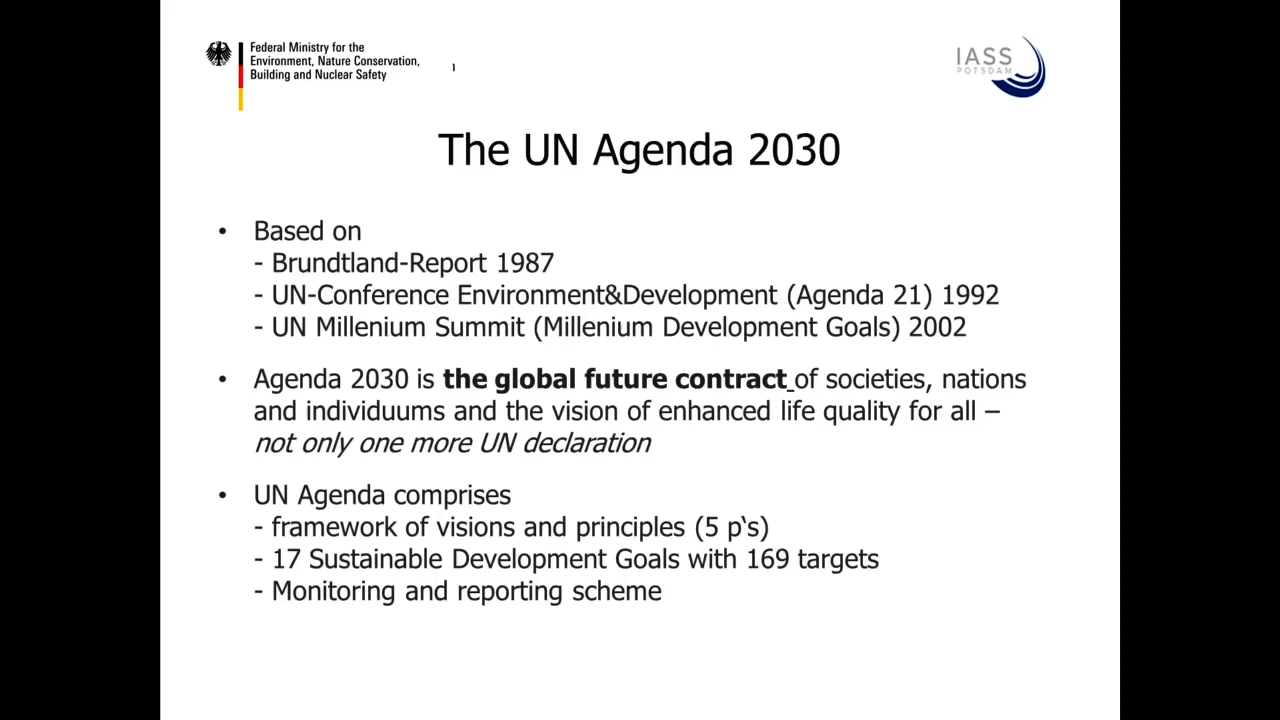 Federal Ministry for the
Environment, Nature Conservation,
Building and Nuclear Safety
IASS
POTSDAM
The UN Agenda 2030
• Based on
- Brundtland-Report 1987
- UN-Conference Environment&Development (Agenda 21) 1992
- UN Millenium Summit (Millenium Development Goals) 2002
• Agenda 2030 is the global future contract of societies, nations
and individuums and the vision of enhanced life quality for all –
not only one more UN declaration
• UN Agenda comprises
- framework of visions and principles (5 p‘s)
- 17 Sustainable Development Goals with 169 targets
- Monitoring and reporting scheme